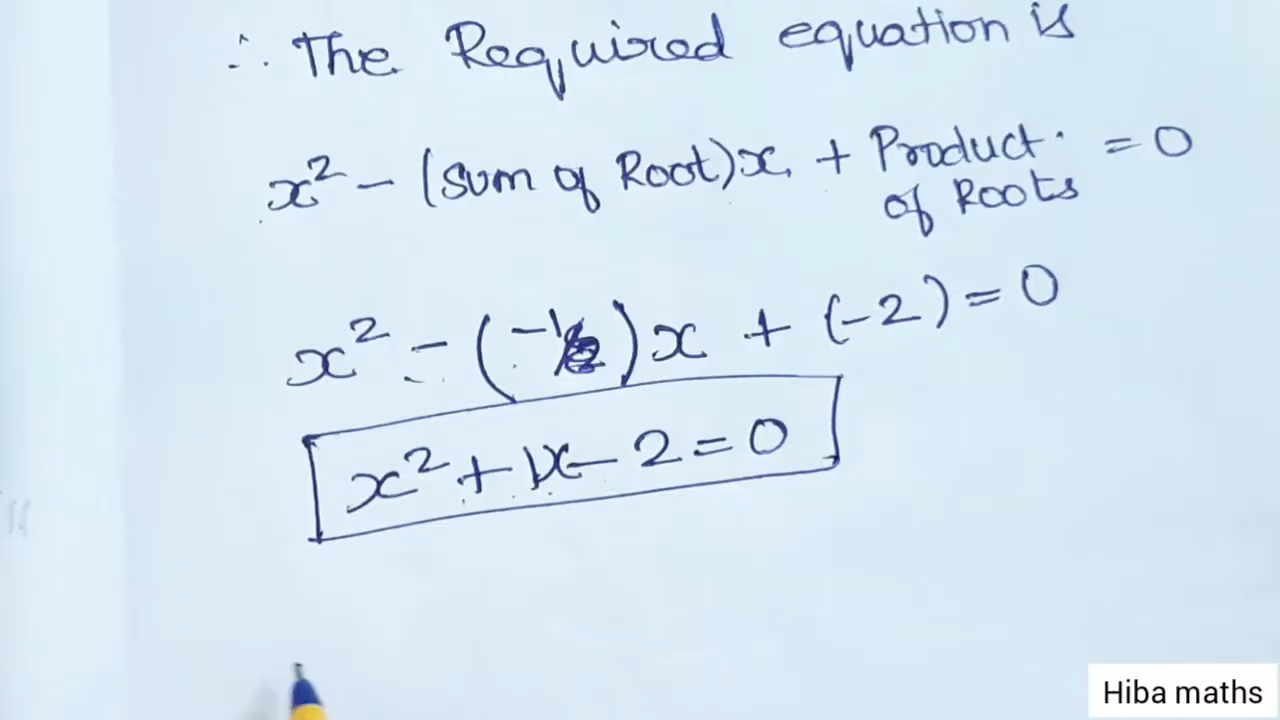 ∴ The Required equation is
x² - (sum of Root)x + Product of Roots = 0
x² - (-1)x + (-2) = 0
x² + 1x - 2 = 0
Hiba maths